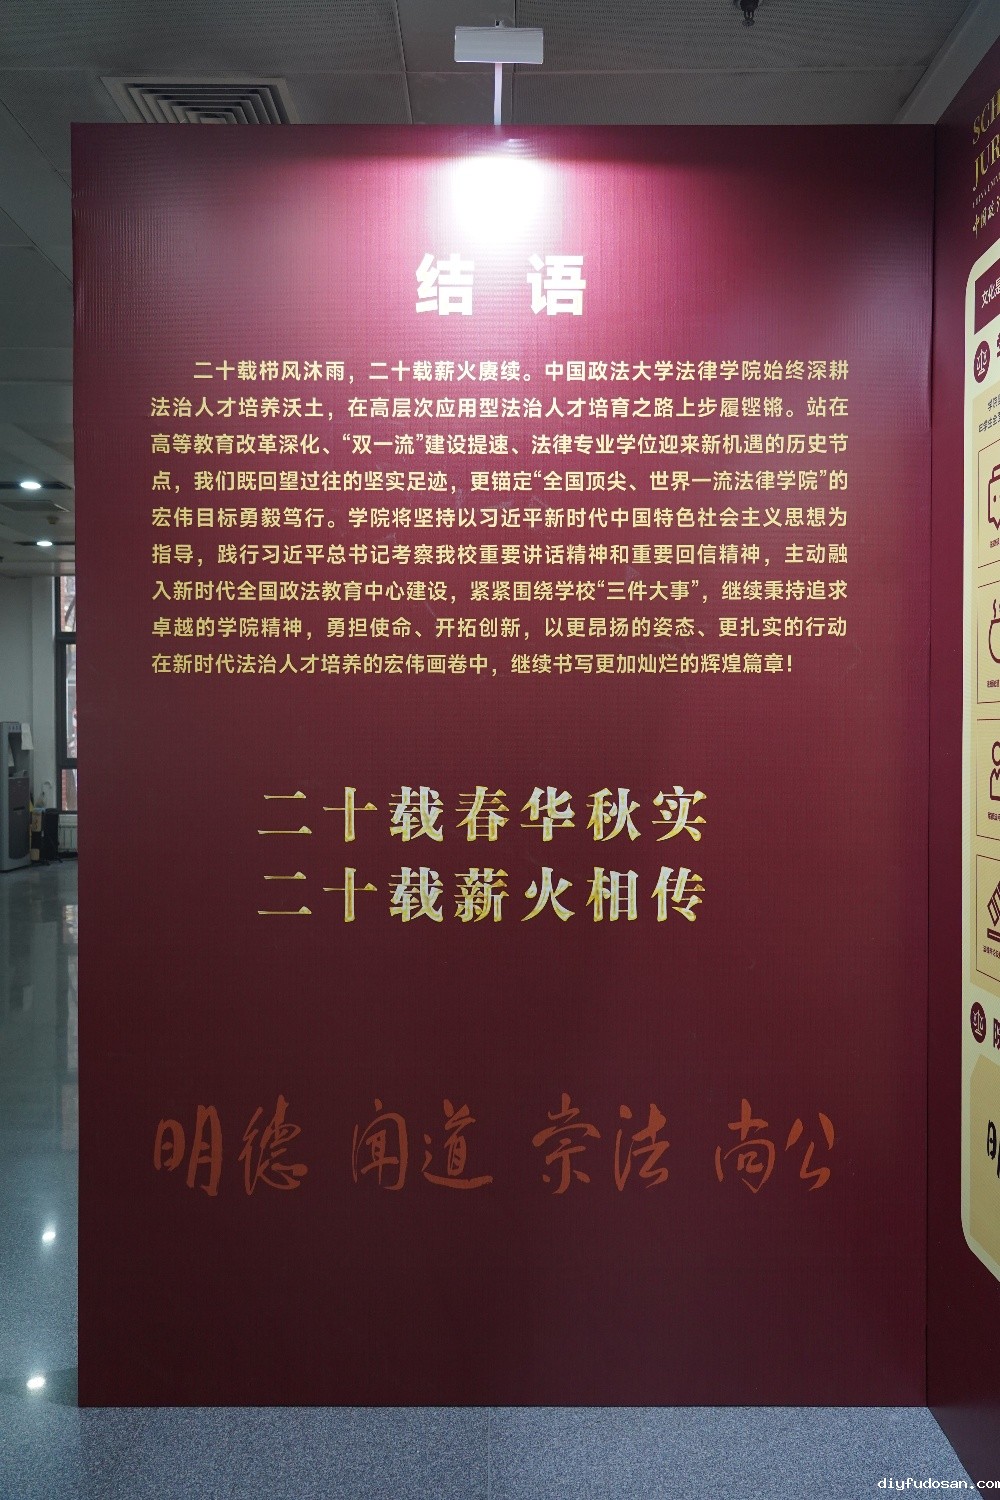 结 语
二十载栉风沐雨，二十载薪火赓续。中国政法大学法律学院始终深耕
法治人才培养沃土，在高层次应用型法治人才培育之路上步履铿锵。站在
高等教育改革深化、“双一流”建设提速、法律专业学位迎来新机遇的历史节
点，我们既回望过往的坚实足迹，更锚定“全国顶尖、世界一流法律学院”的
宏伟目标勇毅笃行。学院将坚持以习近平新时代中国特色社会主义思想为
指导，践行习近平总书记考察我校重要讲话精神和重要回信精神，主动融
入新时代全国政法教育中心建设，紧紧围绕学校“三件大事”，继续秉持追求
卓越的学院精神，勇担使命、开拓创新，以更昂扬的姿态、更扎实的行动
在新时代法治人才培养的宏伟画卷中，继续书写更加灿烂的辉煌篇章！
二十载春华秋实
二十载薪火相传
明德 闻道 崇法 尚公
文化是
diyfudosan.com